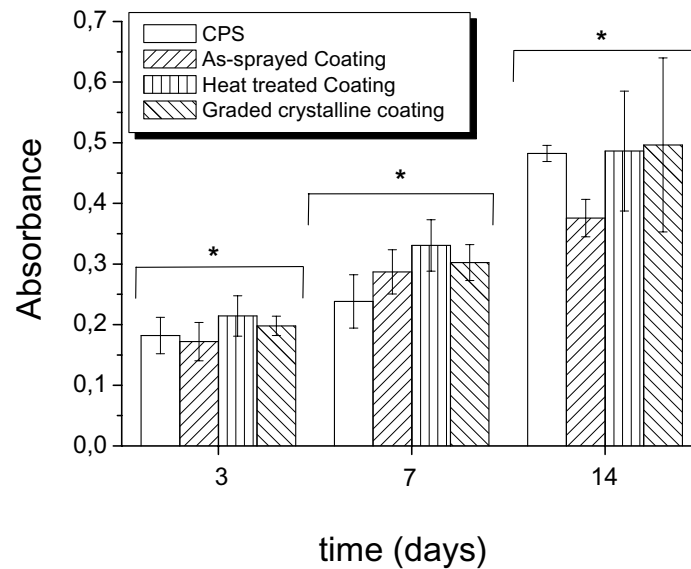 0,7
0,6
0,5
0,4
0,3
0,2
0,1
0,0
Absorbance
CPS
As-sprayed Coating
Heat treated Coating
Graded crystalline coating
*
*
*
3 7 14
time (days)